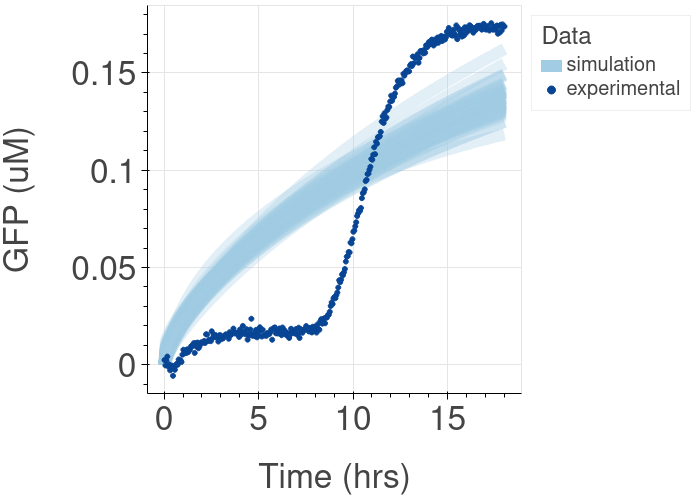 GFP (uM)
0.15
0.1
0.05
0
0 5 10 15
Time (hrs)
Data
simulation
experimental